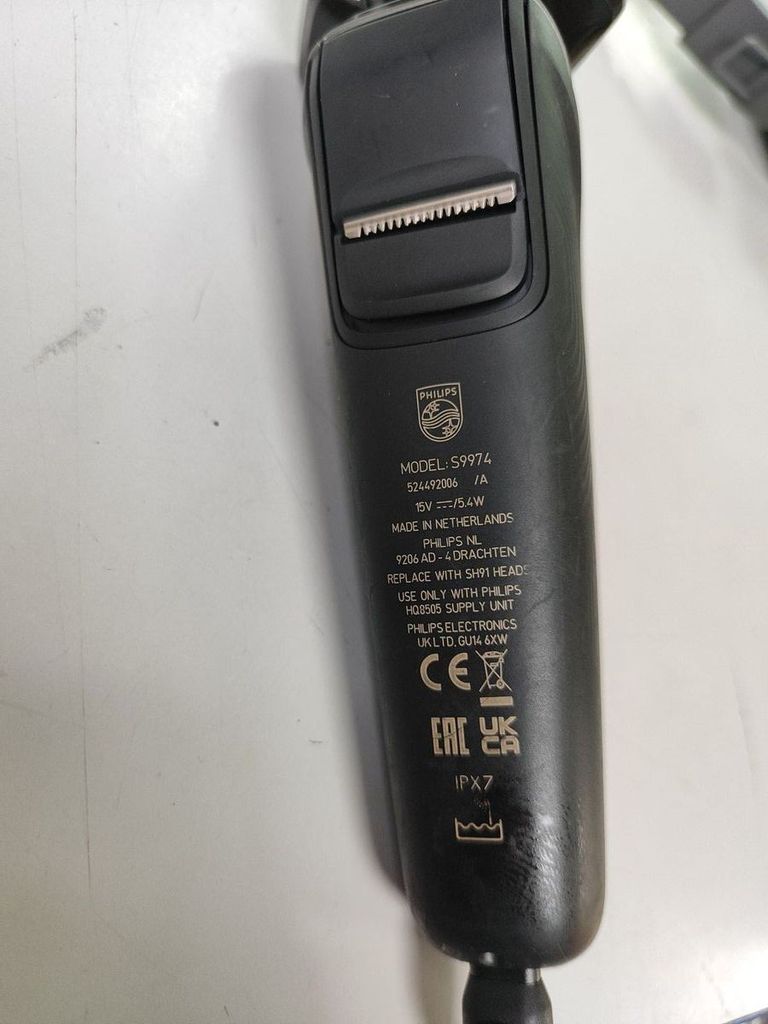 PHILIPS
MODEL: S9974
524492006 /A
15V ⎓/5.4W
MADE IN NETHERLANDS
PHILIPS NL
9206 AD - 4 DRACHTEN
REPLACE WITH SH91 HEADS
USE ONLY WITH PHILIPS
HQ8505 SUPPLY UNIT
PHILIPS ELECTRONICS
UK LTD. GU14 6XW
CE
EAC UK
CA
IPX7